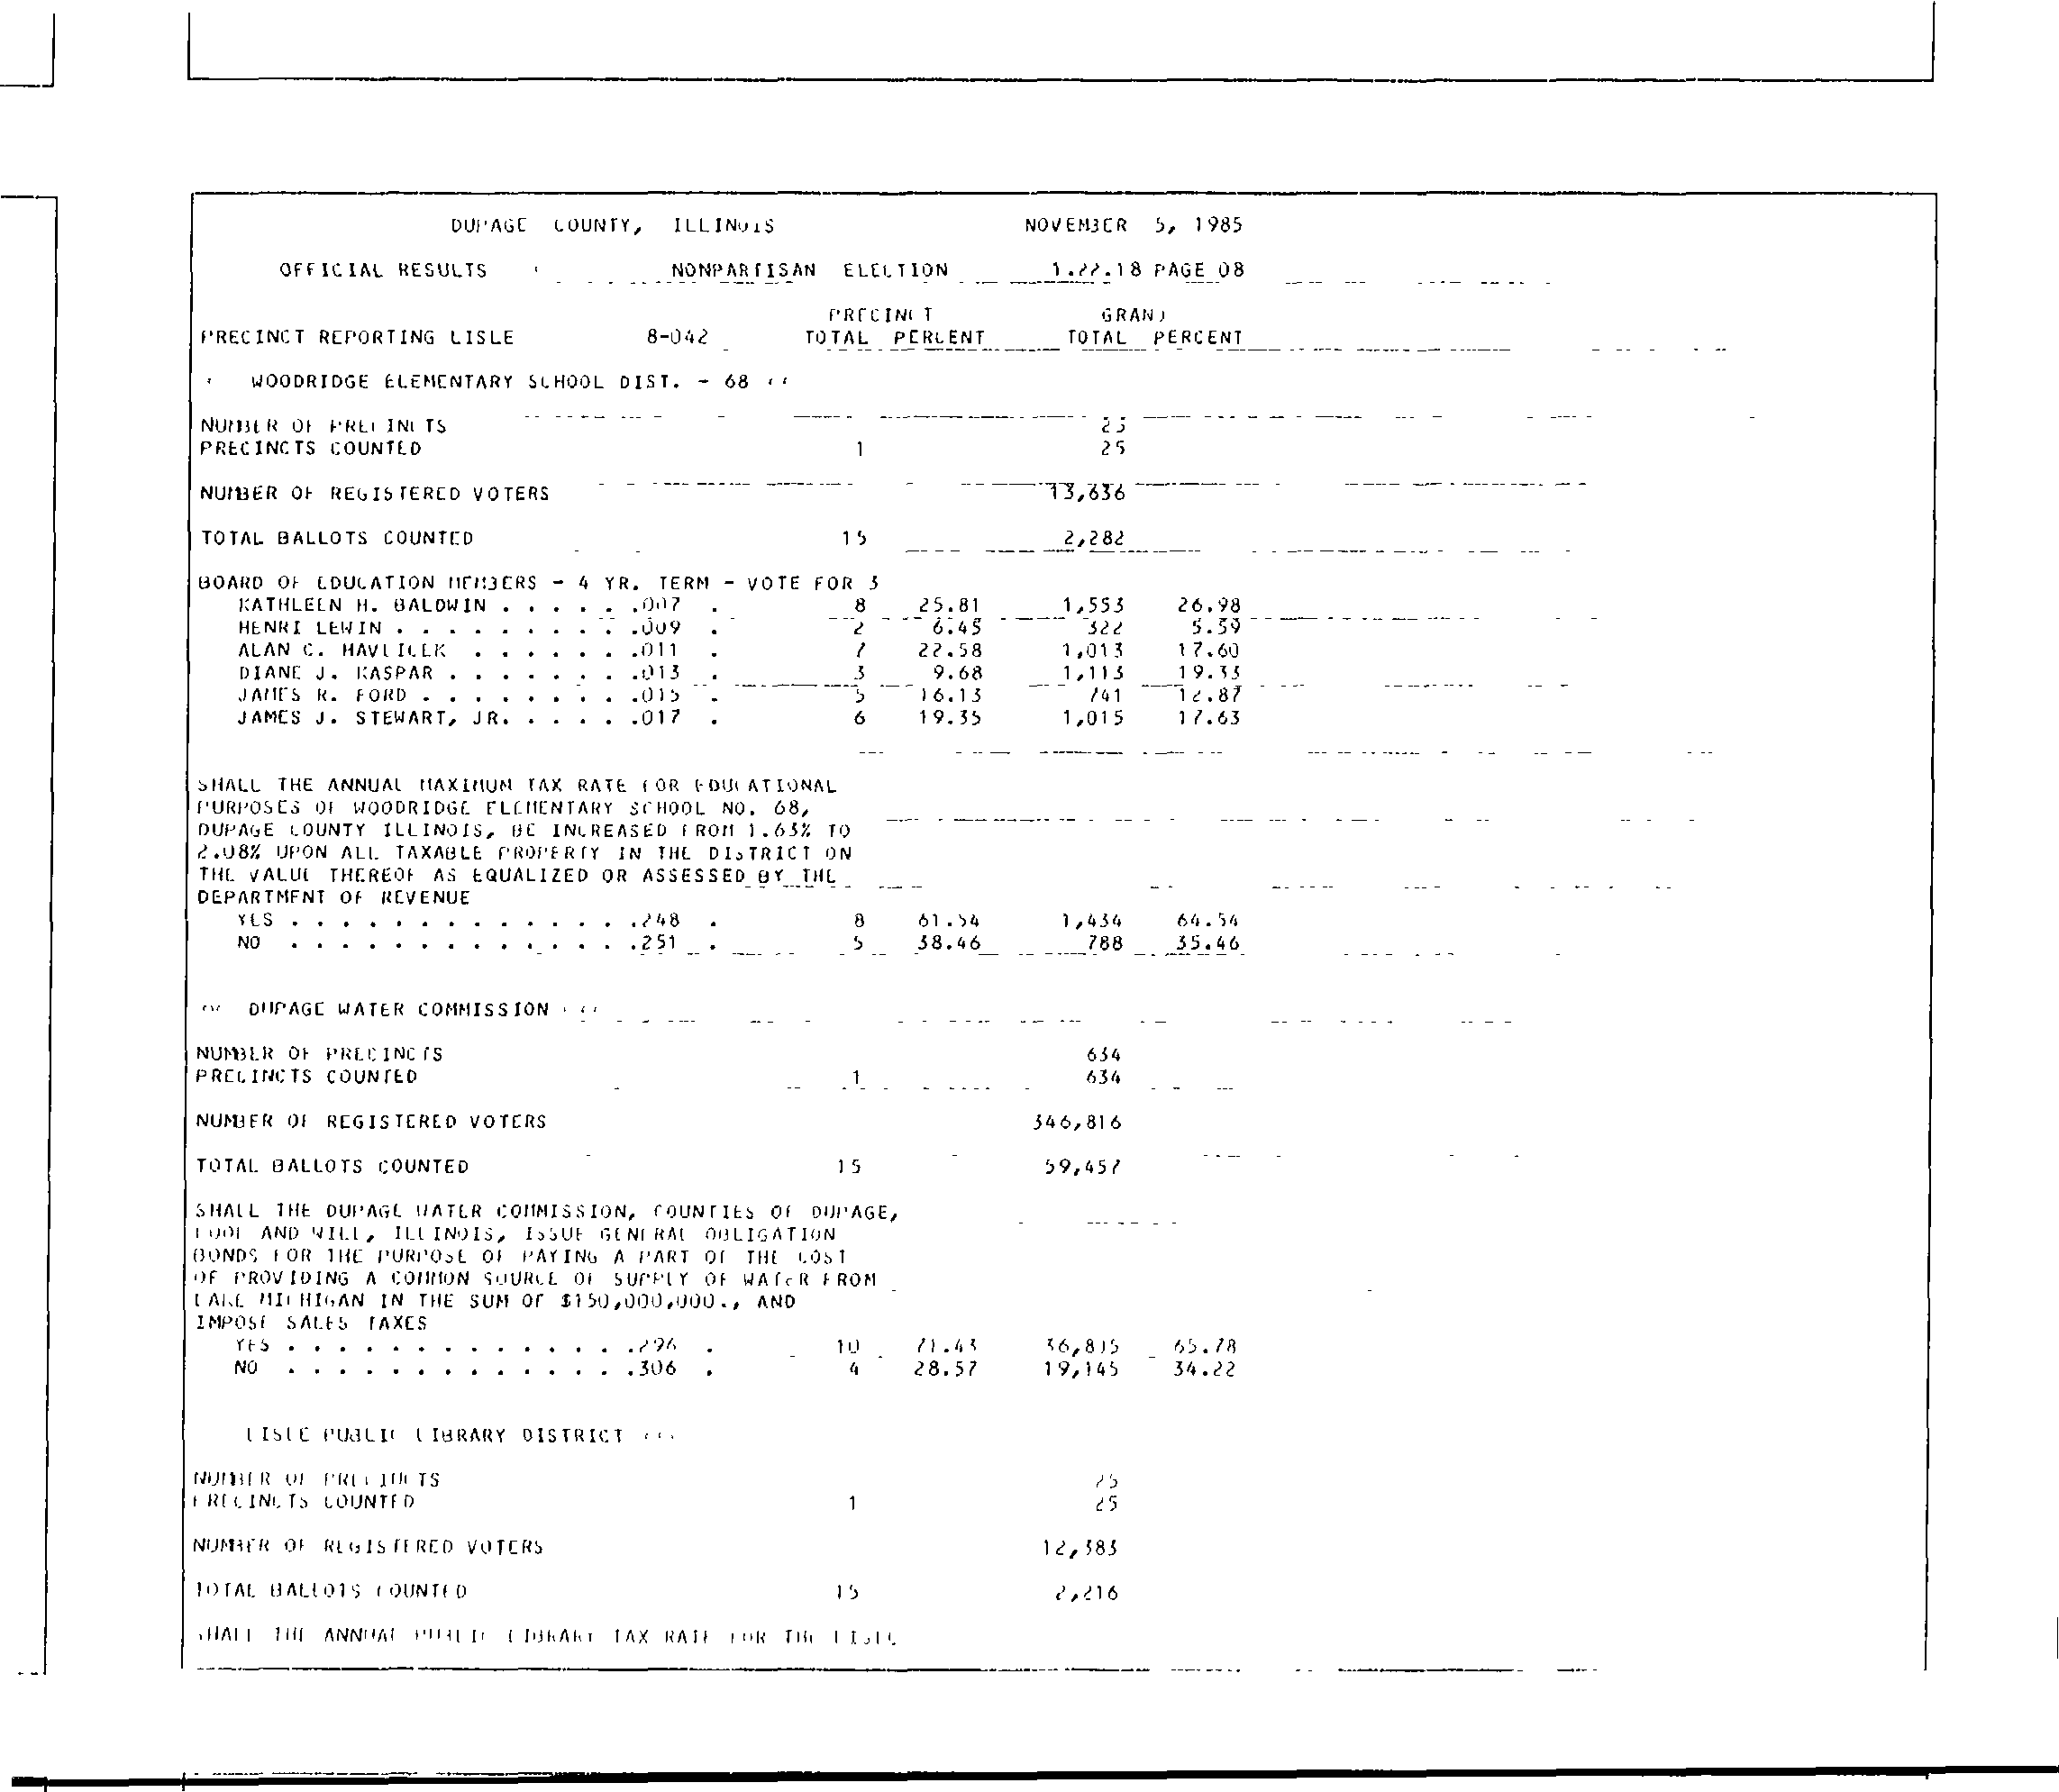 DUPAGE COUNTY, ILLINOIS NOVEMBER 5, 1985
OFFICIAL RESULTS NONPARTISAN ELECTION 1.22.18 PAGE 08
PRECINCT GRAND
PRECINCT REPORTING LISLE 8-042 TOTAL PERCENT TOTAL PERCENT
WOODRIDGE ELEMENTARY SCHOOL DIST. - 68
NUMBER OF PRECINCTS 25
PRECINCTS COUNTED 1 25
NUMBER OF REGISTERED VOTERS 13,636
TOTAL BALLOTS COUNTED 15 2,282
BOARD OF EDUCATION MEMBERS - 4 YR. TERM - VOTE FOR 3
KATHLEEN H. BALDWIN . . . . . .007 . 8 25.81 1,553 26.98
HENRI LEWIN . . . . . . . . . .009 . 2 6.45 322 5.59
ALAN C. HAVLICEK . . . . . . .011 . 7 22.58 1,013 17.60
DIANE J. KASPAR . . . . . . . .013 . 3 9.68 1,113 19.33
JAMES R. FORD . . . . . . . . .015 . 5 16.13 741 12.87
JAMES J. STEWART, JR. . . . . .017 . 6 19.35 1,015 17.63
SHALL THE ANNUAL MAXIMUM TAX RATE FOR EDUCATIONAL
PURPOSES OF WOODRIDGE ELEMENTARY SCHOOL NO. 68,
DUPAGE COUNTY ILLINOIS, BE INCREASED FROM 1.63% TO
2.08% UPON ALL TAXABLE PROPERTY IN THE DISTRICT ON
THE VALUE THEREOF AS EQUALIZED OR ASSESSED BY THE
DEPARTMENT OF REVENUE
YES . . . . . . . . . . . . . .248 . 8 61.54 1,434 64.54
NO . . . . . . . . . . . . . .251 . 5 38.46 788 35.46
DUPAGE WATER COMMISSION
NUMBER OF PRECINCTS 634
PRECINCTS COUNTED 1 634
NUMBER OF REGISTERED VOTERS 346,816
TOTAL BALLOTS COUNTED 15 59,457
SHALL THE DUPAGE WATER COMMISSION, COUNTIES OF DUPAGE,
COOK AND WILL, ILLINOIS, ISSUE GENERAL OBLIGATION
BONDS FOR THE PURPOSE OF PAYING A PART OF THE COST
OF PROVIDING A COMMON SOURCE OF SUPPLY OF WATER FROM
LAKE MICHIGAN IN THE SUM OF $150,000,000., AND
IMPOSE SALES TAXES
YES . . . . . . . . . . . . . .296 . 10 71.43 36,805 65.78
NO . . . . . . . . . . . . . .306 . 4 28.57 19,145 34.22
LISLE PUBLIC LIBRARY DISTRICT
NUMBER OF PRECINCTS 25
PRECINCTS COUNTED 1 25
NUMBER OF REGISTERED VOTERS 12,383
TOTAL BALLOTS COUNTED 15 2,216
SHALL THE ANNUAL PUBLIC LIBRARY TAX RATE FOR THE LISLE